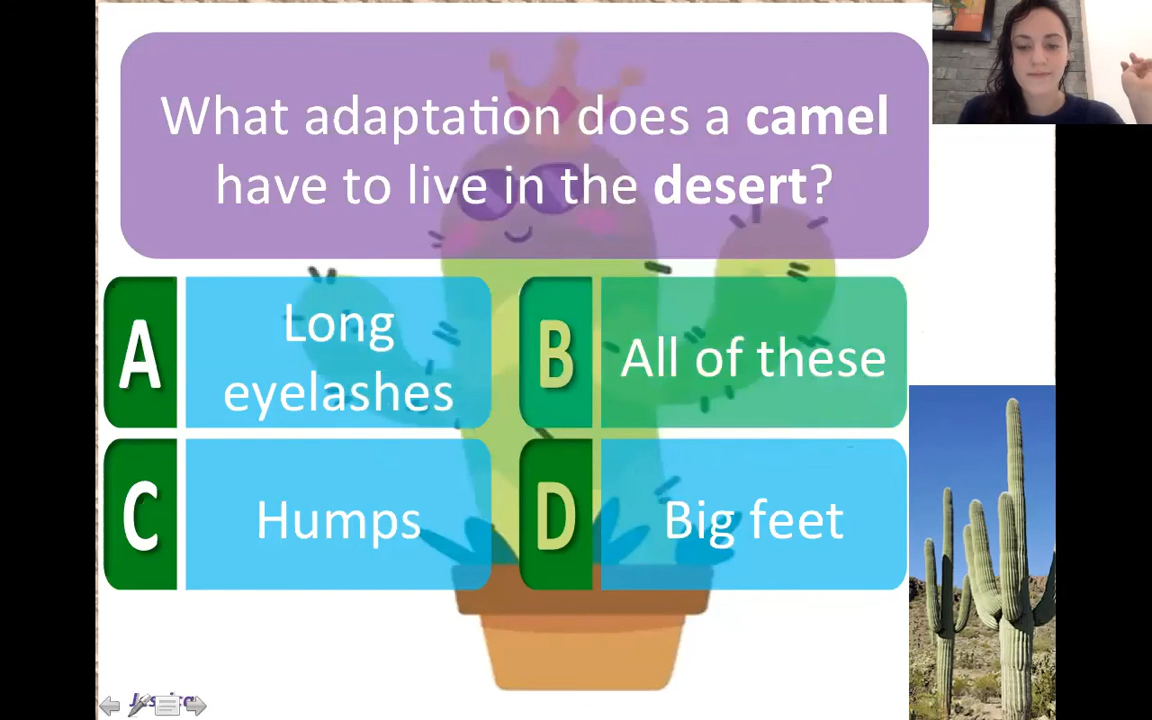 What adaptation does a camel
have to live in the desert?
A
Long
eyelashes
B
All of these
C
Humps
D
Big feet